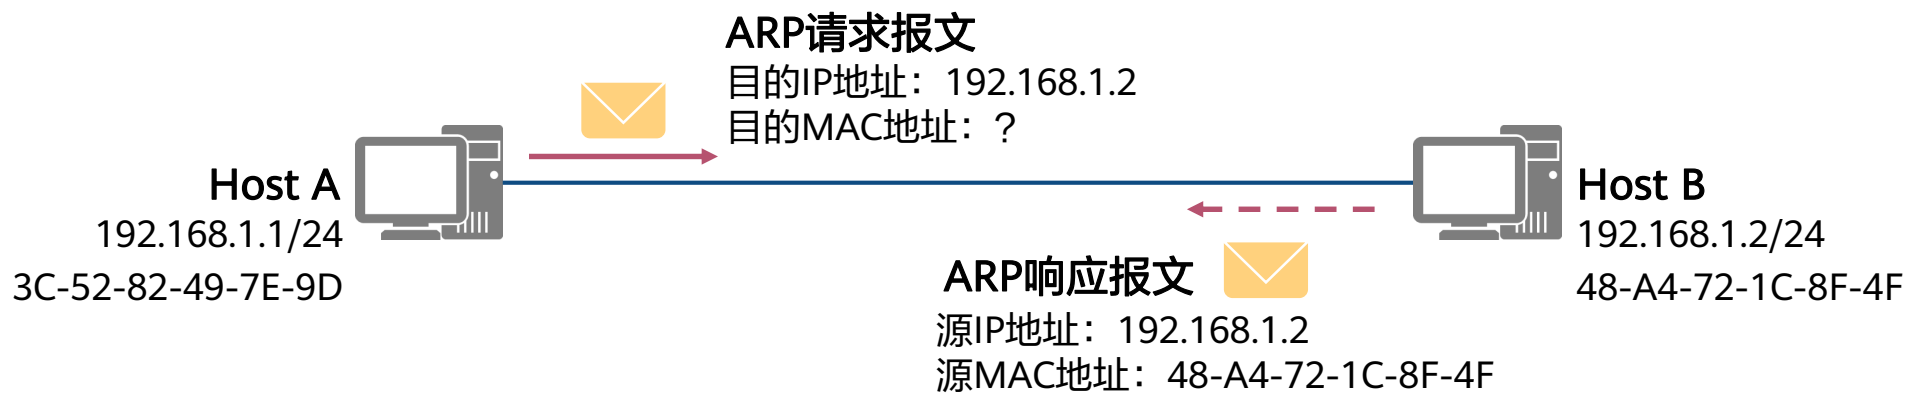 ARP请求报文
目的IP地址：192.168.1.2
目的MAC地址：?
Host A
192.168.1.1/24
3C-52-82-49-7E-9D
Host B
192.168.1.2/24
48-A4-72-1C-8F-4F
ARP响应报文
源IP地址：192.168.1.2
源MAC地址：48-A4-72-1C-8F-4F